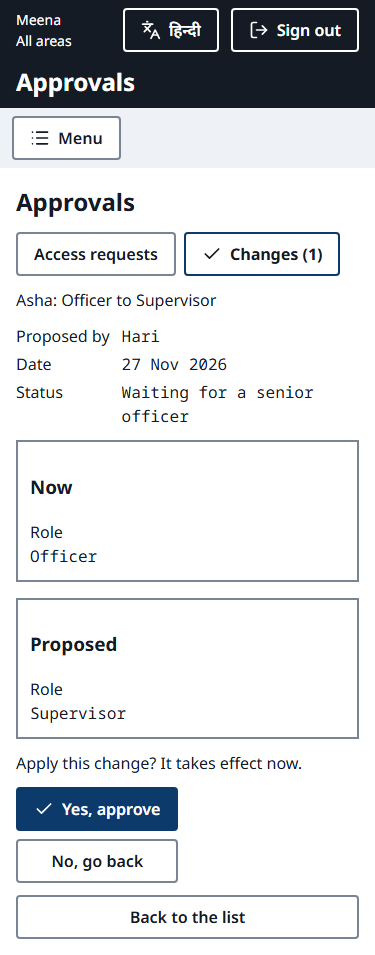 Meena
All areas
हिन्दी
Sign out
Approvals
Menu
Approvals
Access requests
Changes (1)
Asha: Officer to Supervisor
Proposed by Hari
Date 27 Nov 2026
Status Waiting for a senior
officer
Now
Role
Officer
Proposed
Role
Supervisor
Apply this change? It takes effect now.
Yes, approve
No, go back
Back to the list